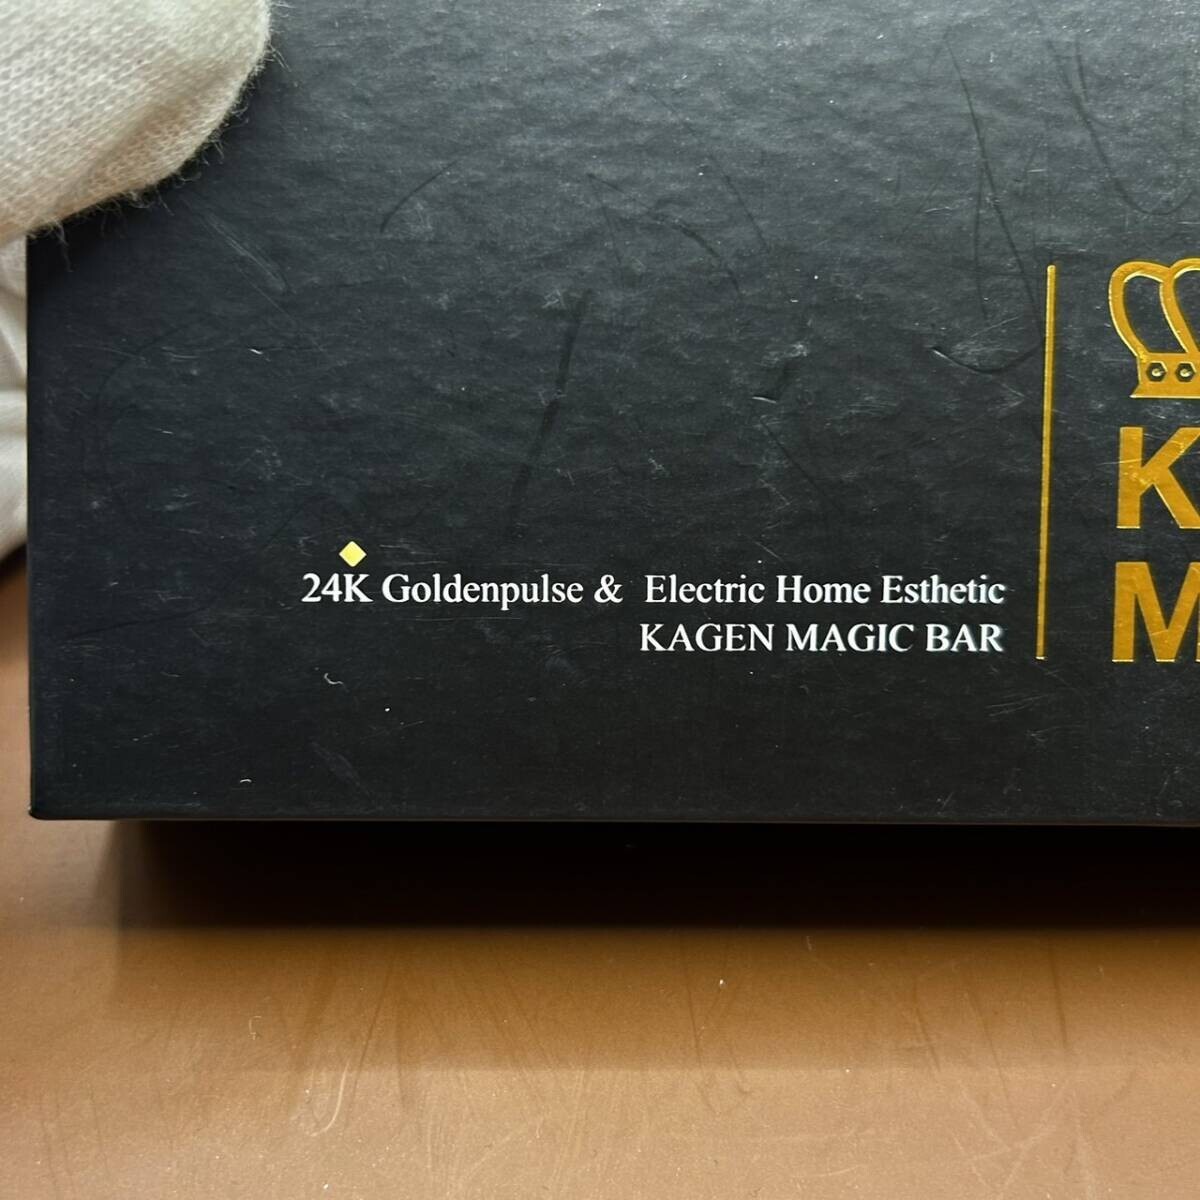 24K Goldenpulse & Electric Home Esthetic
KAGEN MAGIC BAR
K
M